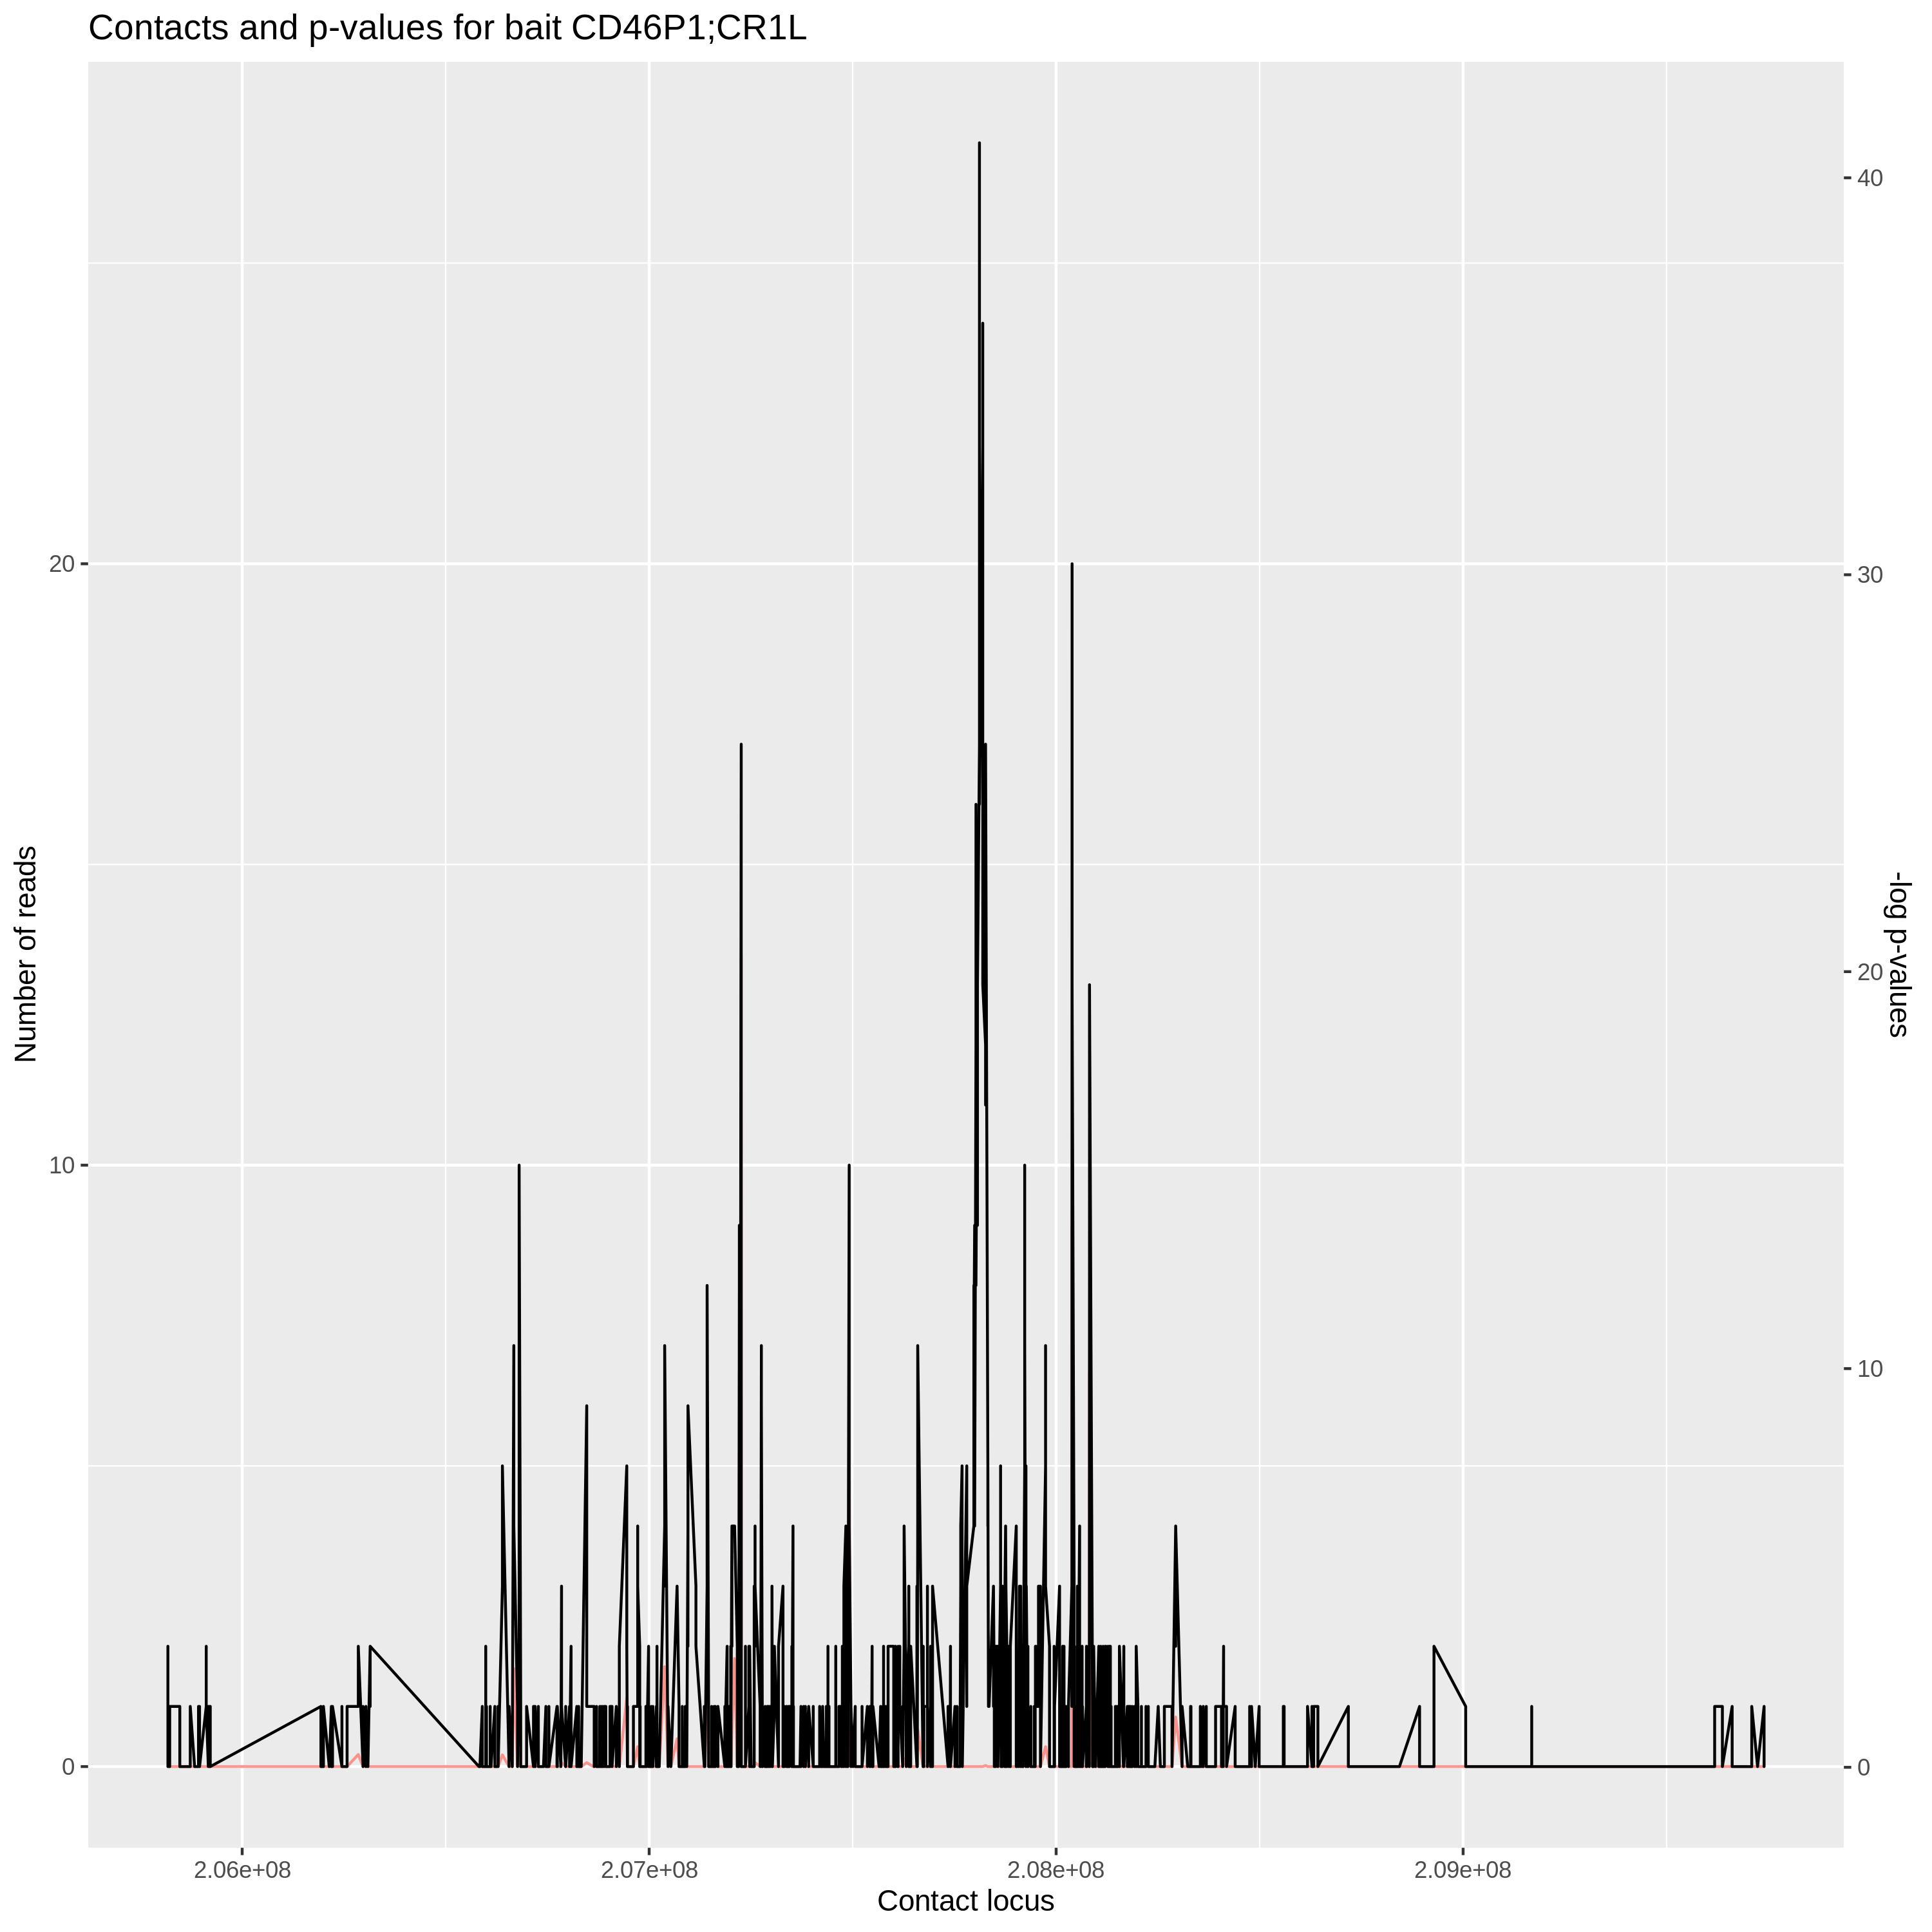 Contacts and p-values for bait CD46P1;CR1L
Number of reads
20
10
0
40
30
20
10
0
-log p-values
2.06e+08
2.07e+08
2.08e+08
2.09e+08
Contact locus